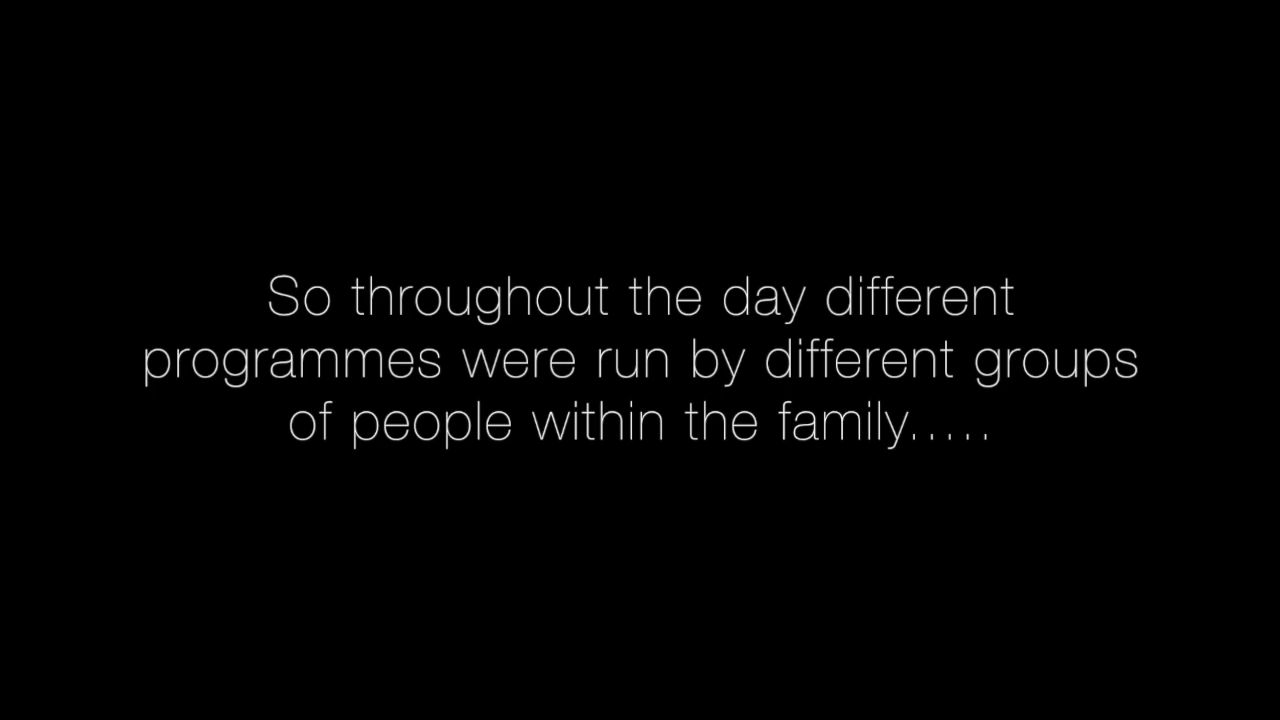 So throughout the day different
programmes were run by different groups
of people within the family.....